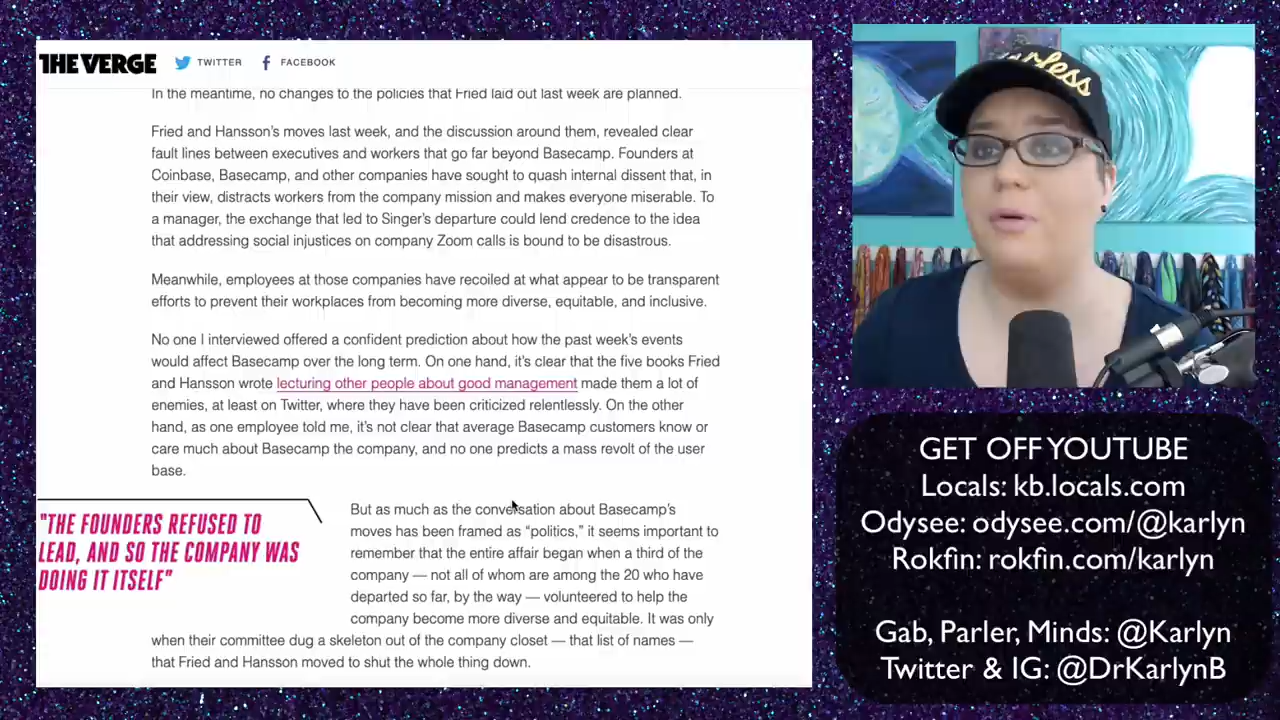 THE VERGE
TWITTER
FACEBOOK
In the meantime, no changes to the policies that Fried laid out last week are planned.
Fried and Hansson's moves last week, and the discussion around them, revealed clear
fault lines between executives and workers that go far beyond Basecamp. Founders at
Coinbase, Basecamp, and other companies have sought to quash internal dissent that, in
their view, distracts workers from the company mission and makes everyone miserable. To
a manager, the exchange that led to Singer's departure could lend credence to the idea
that addressing social injustices on company Zoom calls is bound to be disastrous.
Meanwhile, employees at those companies have recoiled at what appear to be transparent
efforts to prevent their workplaces from becoming more diverse, equitable, and inclusive.
No one I interviewed offered a confident prediction about how the past week's events
would affect Basecamp over the long term. On one hand, it's clear that the five books Fried
and Hansson wrote lecturing other people about good management made them a lot of
enemies, at least on Twitter, where they have been criticized relentlessly. On the other
hand, as one employee told me, it's not clear that average Basecamp customers know or
care much about Basecamp the company, and no one predicts a mass revolt of the user
base.
"THE FOUNDERS REFUSED TO
LEAD, AND SO THE COMPANY WAS
DOING IT ITSELF"
But as much as the conversation about Basecamp's
moves has been framed as “politics,” it seems important to
remember that the entire affair began when a third of the
company — not all of whom are among the 20 who have
departed so far, by the way — volunteered to help the
company become more diverse and equitable. It was only
when their committee dug a skeleton out of the company closet — that list of names —
that Fried and Hansson moved to shut the whole thing down.
GET OFF YOUTUBE
Locals: kb.locals.com
Odysee: odysee.com/@karlyn
Rokfin: rokfin.com/karlyn
Gab, Parler, Minds: @Karlyn
Twitter & IG: @DrKarlynB